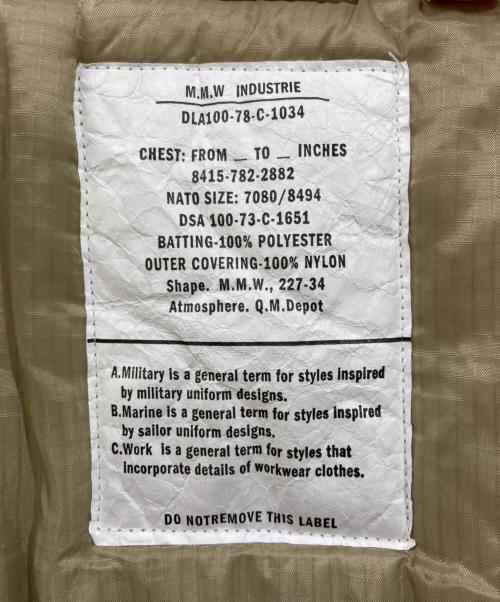 M.M.W INDUSTRIE
DLA100-78-C-1034
CHEST: FROM _ TO _ INCHES
8415-782-2882
NATO SIZE: 7080/8494
DSA 100-73-C-1651
BATTING-100% POLYESTER
OUTER COVERING-100% NYLON
Shape. M.M.W., 227-34
Atmosphere. Q.M.Depot
A.Military is a general term for styles inspired
by military uniform designs.
B.Marine is a general term for styles inspired
by sailor uniform designs.
C.Work is a general term for styles that
incorporate details of workwear clothes.
DO NOTREMOVE THIS LABEL